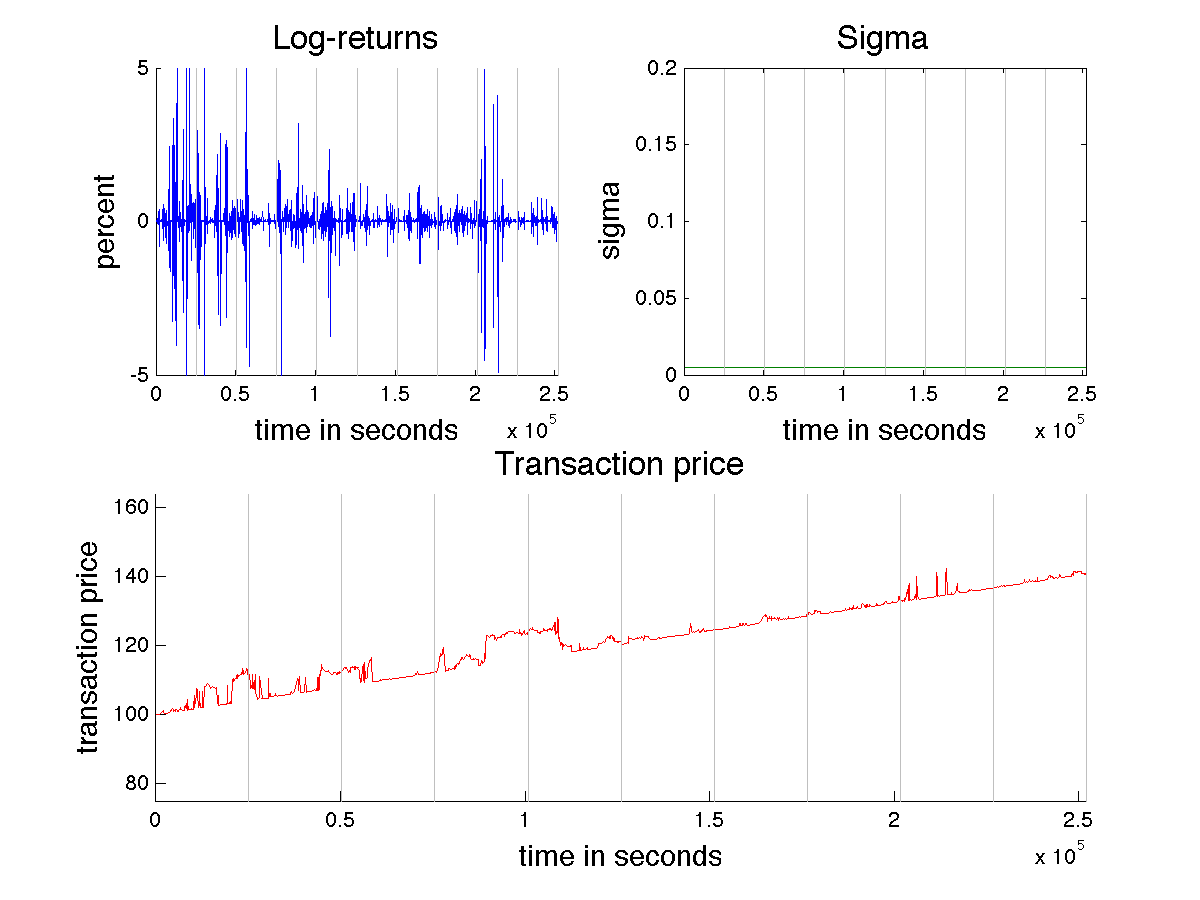 Log-returns
5
0
-5
percent
0 0.5 1 1.5 2 2.5
x 10^5
time in seconds
Sigma
0.2
0.15
0.1
0.05
0
sigma
0 0.5 1 1.5 2 2.5
x 10^5
time in seconds
Transaction price
160
140
120
100
80
transaction price
0 0.5 1 1.5 2 2.5
x 10^5
time in seconds